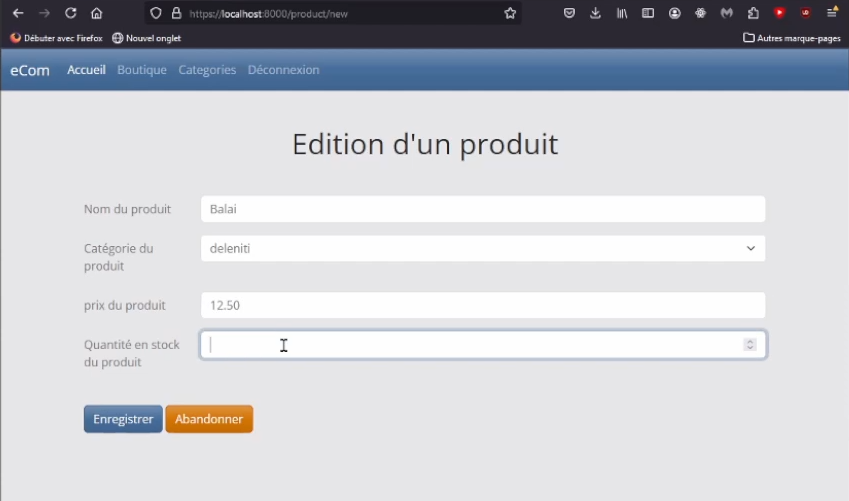 https://localhost:8000/product/new
Débuter avec Firefox Nouvel onglet Autres marque-pages
eCom Accueil Boutique Categories Déconnexion
Edition d'un produit
Nom du produit Balai
Catégorie du
produit
deleniti
prix du produit 12.50
Quantité en stock
du produit
Enregistrer Abandonner